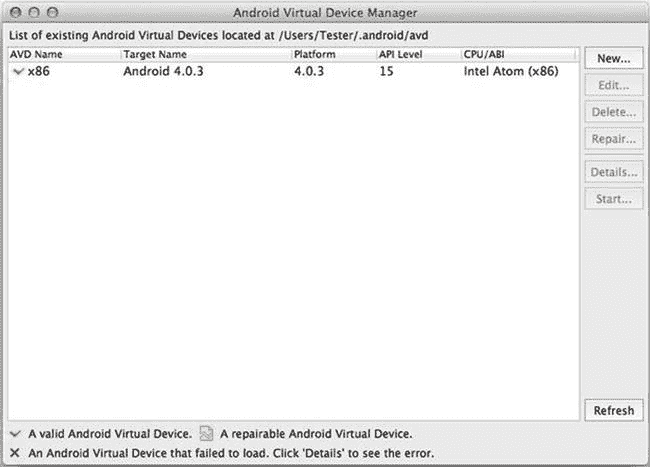 Android Virtual Device Manager
List of existing Android Virtual Devices located at /Users/Tester/.android/avd
AVD Name Target Name Platform API Level CPU/ABI
x86 Android 4.0.3 4.0.3 15 Intel Atom (x86)
New...
Edit...
Delete...
Repair...
Details...
Start...
Refresh
A valid Android Virtual Device. A repairable Android Virtual Device.
An Android Virtual Device that failed to load. Click 'Details' to see the error.